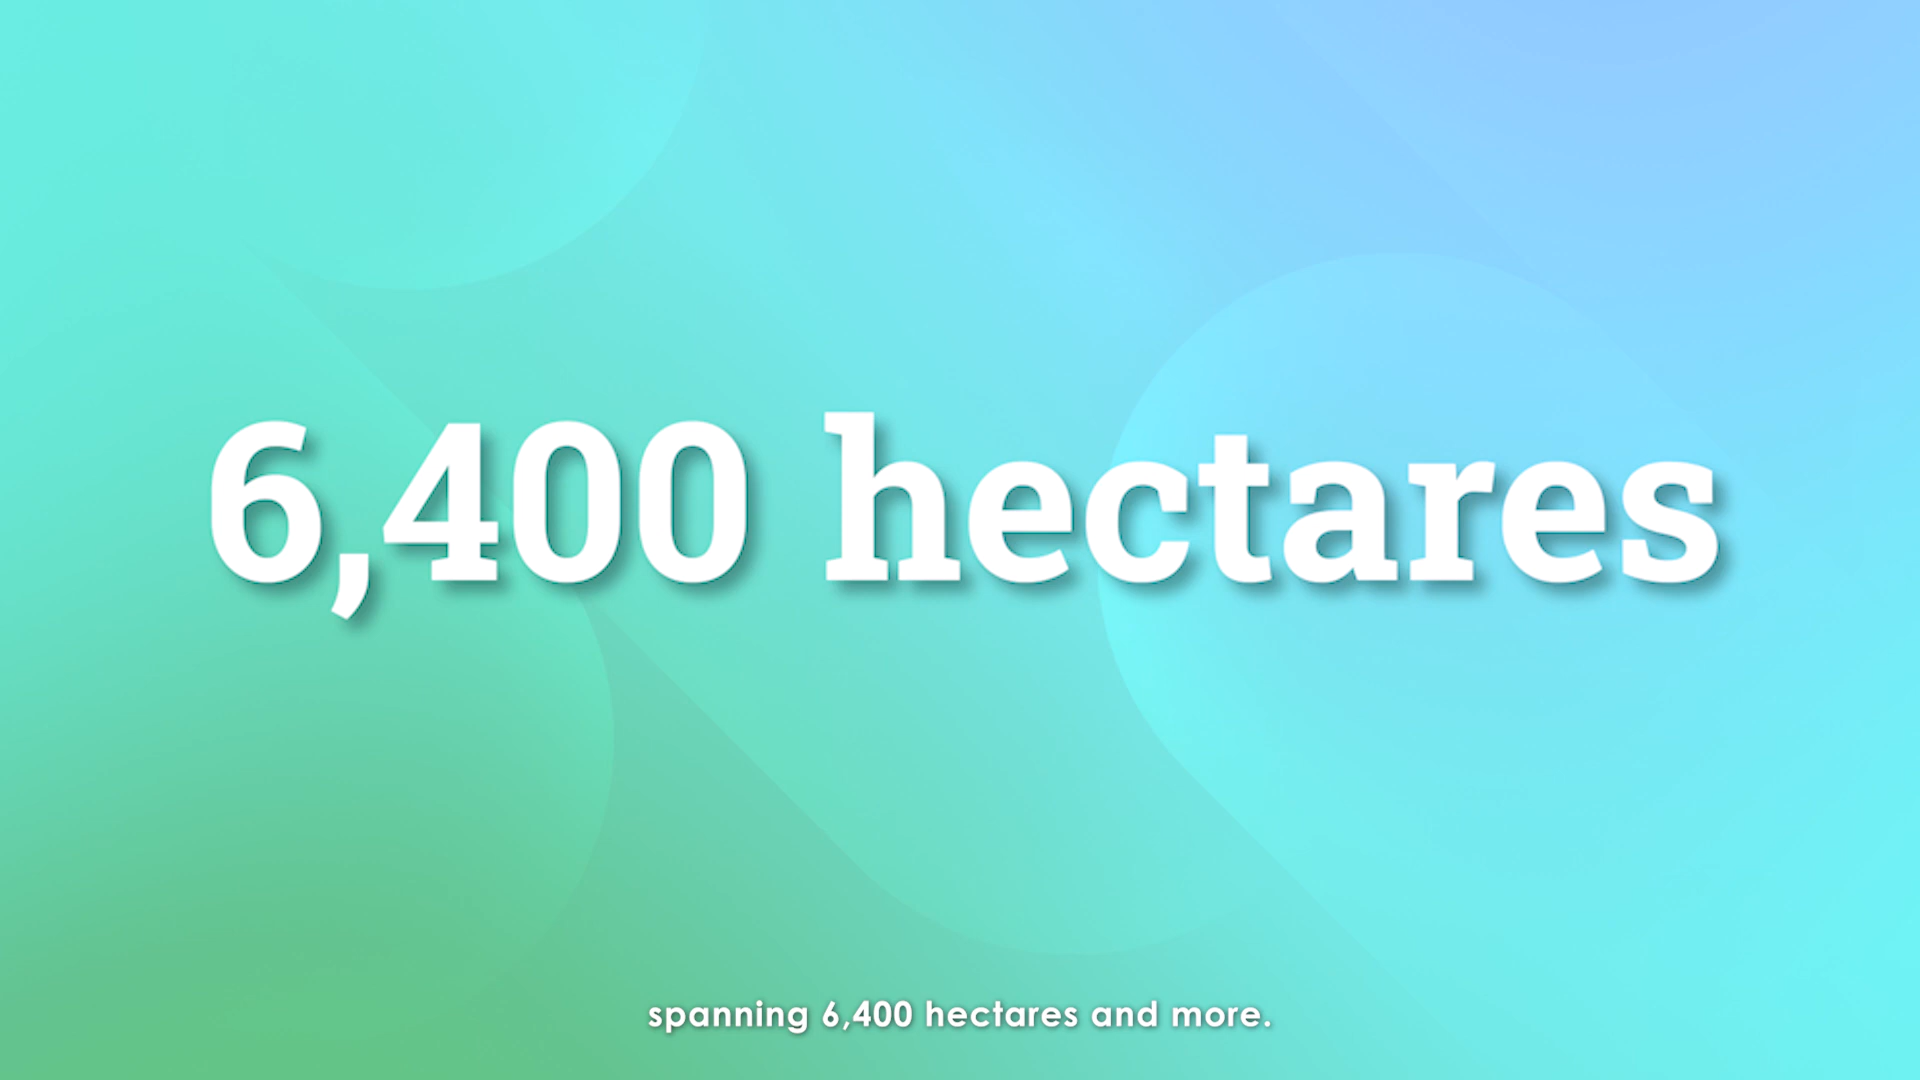 6,400 hectares
spanning 6,400 hectares and more.